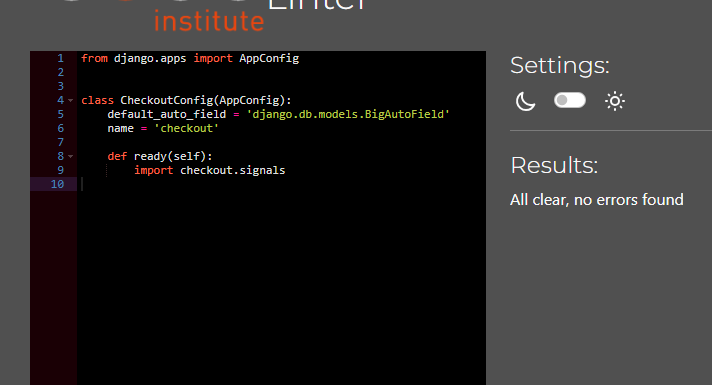 Linter
institute
Settings:
1 from django.apps import AppConfig
2
3
4 class CheckoutConfig(AppConfig):
5 default_auto_field = 'django.db.models.BigAutoField'
6 name = 'checkout'
7
8 def ready(self):
9 import checkout.signals
10
Results:
All clear, no errors found